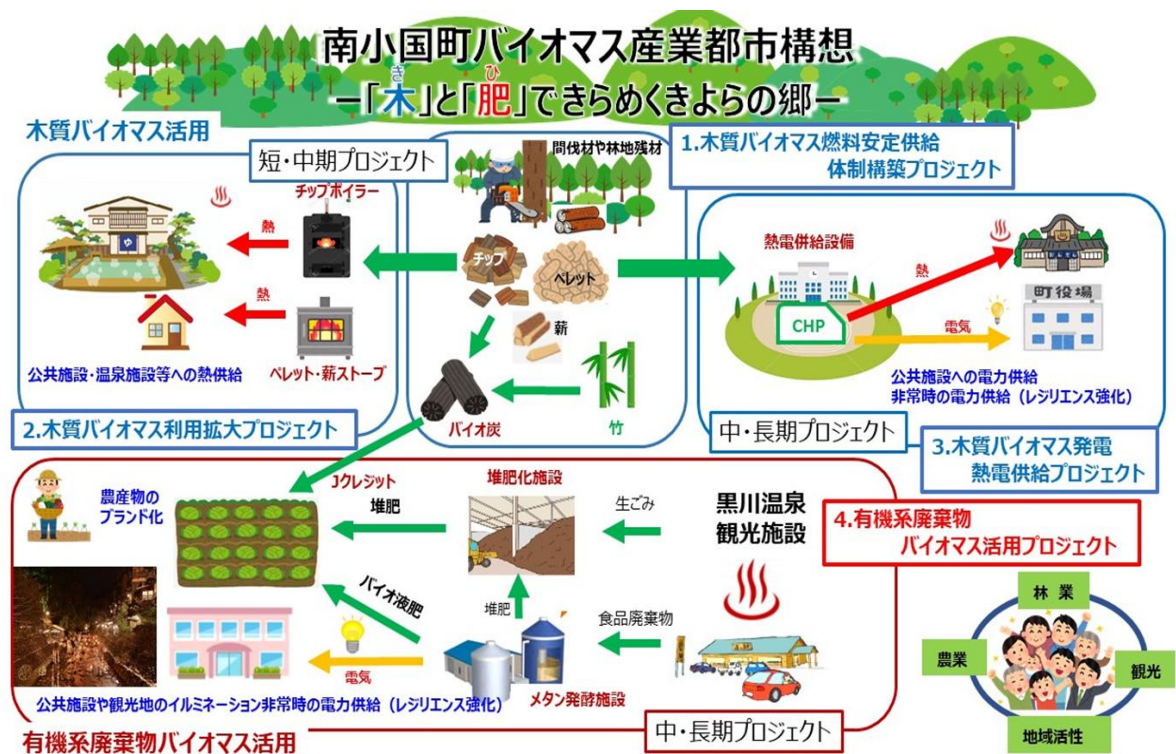 南小国町バイオマス産業都市構想
き ひ
ー「木」と「肥」できらめくきよらの郷ー
木質バイオマス活用
短・中期プロジェクト
チップボイラー
熱
熱
ゆ
ペレット・薪ストーブ
公共施設・温泉施設等への熱供給
2.木質バイオマス利用拡大プロジェクト
間伐材や林地残材
チップ
ペレット
薪
バイオ炭
竹
1.木質バイオマス燃料安定供給
体制構築プロジェクト
熱電供給設備
CHP
熱
電気
町役場
公共施設への電力供給
非常時の電力供給（レジリエンス強化）
中・長期プロジェクト
3.木質バイオマス発電
熱電供給プロジェクト
農産物の
ブランド化
Jクレジット
堆肥
堆肥化施設
生ごみ
黒川温泉
観光施設
4.有機系廃棄物
バイオマス活用プロジェクト
バイオ液肥
堆肥
食品廃棄物
電気
メタン発酵施設
公共施設や観光地のイルミネーション非常時の電力供給（レジリエンス強化）
中・長期プロジェクト
有機系廃棄物バイオマス活用
林 業
農業
観光
地域活性